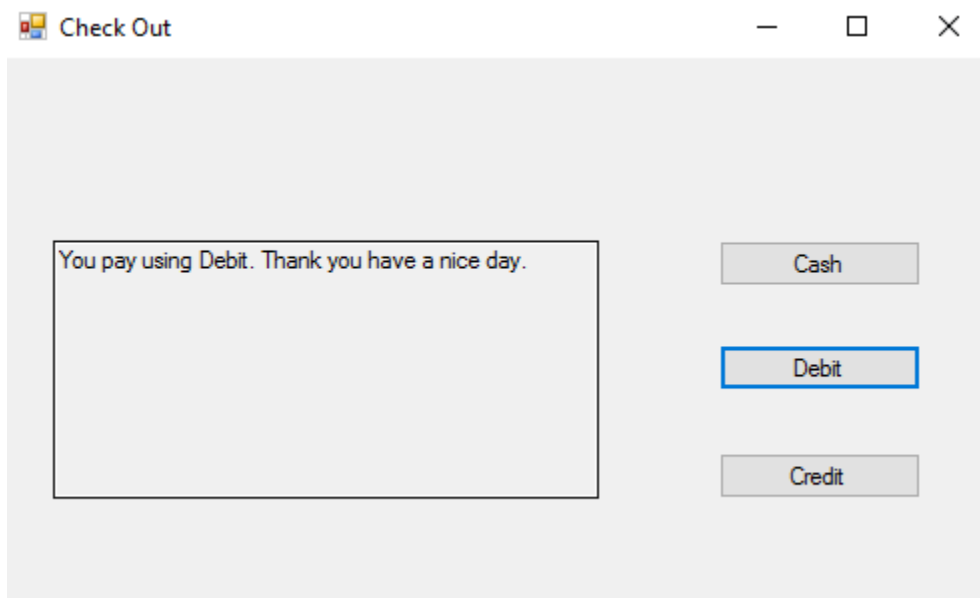 Check Out
You pay using Debit. Thank you have a nice day.
Cash
Debit
Credit